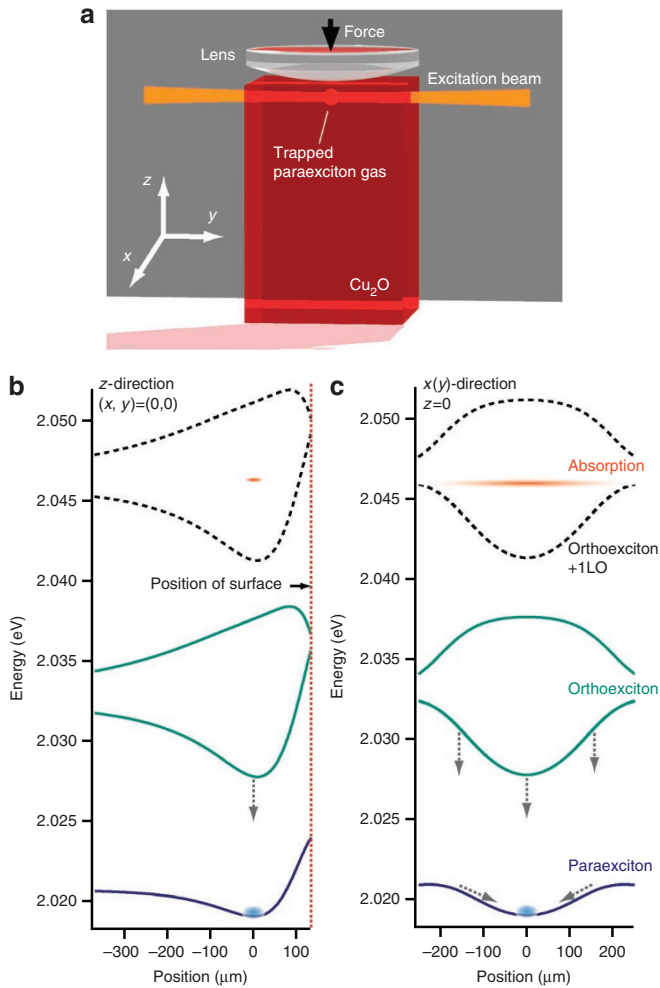 a
Force
Lens
Excitation beam
Trapped
paraexciton gas
z
y
x
Cu₂O
b
z-direction
(x, y)=(0,0)
2.050
2.045
2.040
Position of surface
2.035
2.030
2.025
2.020
Energy (eV)
−300
−200
−100
0
100
Position (μm)
c
x(y)-direction
z=0
2.050
Absorption
2.045
Orthoexciton
+1LO
2.040
2.035
Orthoexciton
2.030
2.025
Paraexciton
2.020
Energy (eV)
−200
−100
0
100
200
Position (μm)